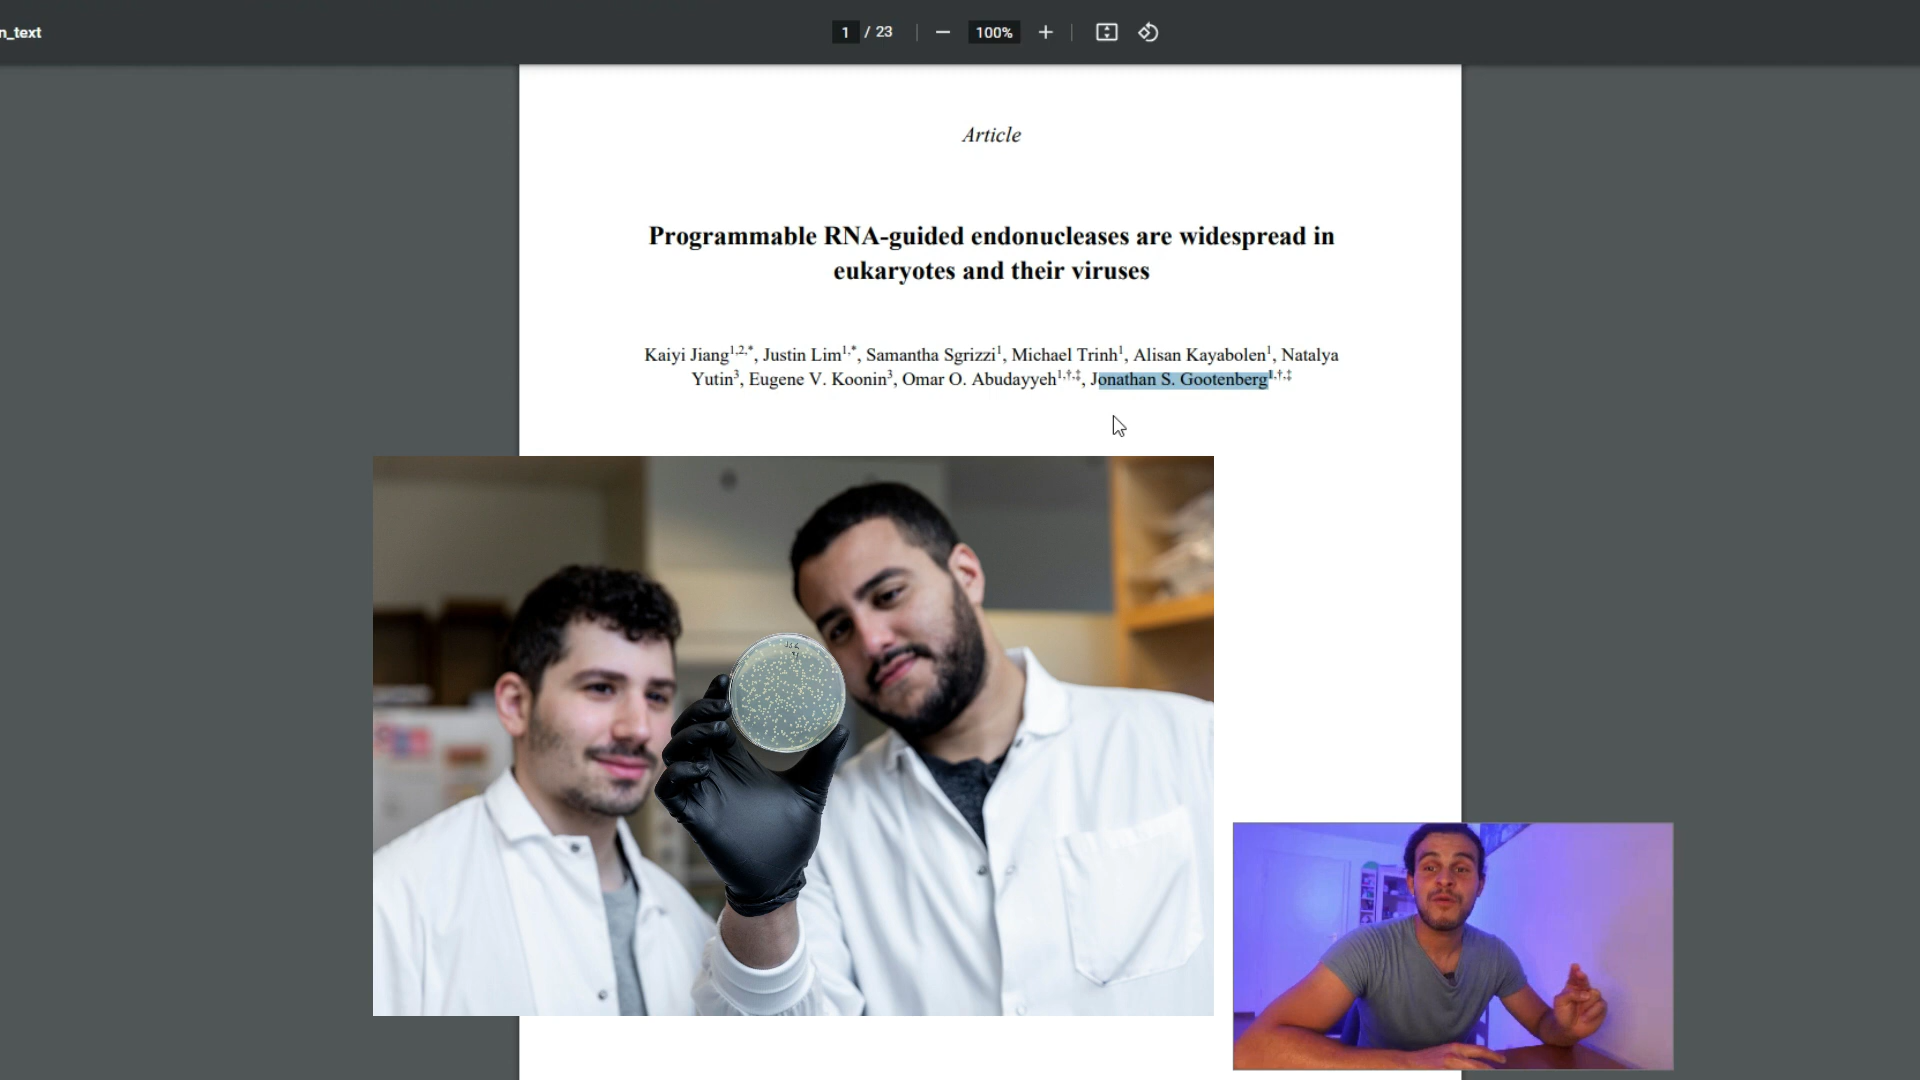 n_text
1 / 23
100%
Article
Programmable RNA-guided endonucleases are widespread in
eukaryotes and their viruses
Kaiyi Jiang1,2,*, Justin Lim1,*, Samantha Sgrizzi1, Michael Trinh1, Alisan Kayabolen1, Natalya
Yutin3, Eugene V. Koonin3, Omar O. Abudayyeh1,†,‡, Jonathan S. Gootenberg1,†,‡